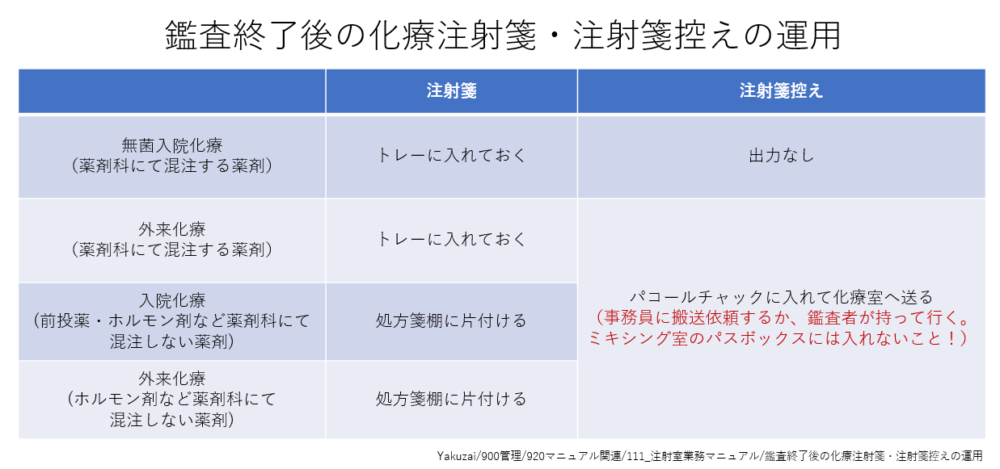 鑑査終了後の化療注射箋・注射箋控えの運用
注射箋
注射箋控え
無菌入院化療
（薬剤科にて混注する薬剤）
トレーに入れておく
出力なし
外来化療
（薬剤科にて混注する薬剤）
トレーに入れておく
パコールチャックに入れて化療室へ送る
（事務員に搬送依頼するか、鑑査者が持って行く。
ミキシング室のパスボックスには入れないこと！）
入院化療
（前投薬・ホルモン剤など薬剤科にて
混注しない薬剤）
処方箋棚に片付ける
外来化療
（ホルモン剤など薬剤科にて
混注しない薬剤）
処方箋棚に片付ける
Yakuzai/900管理/920マニュアル関連/111_注射室業務マニュアル/鑑査終了後の化療注射箋・注射箋控えの運用